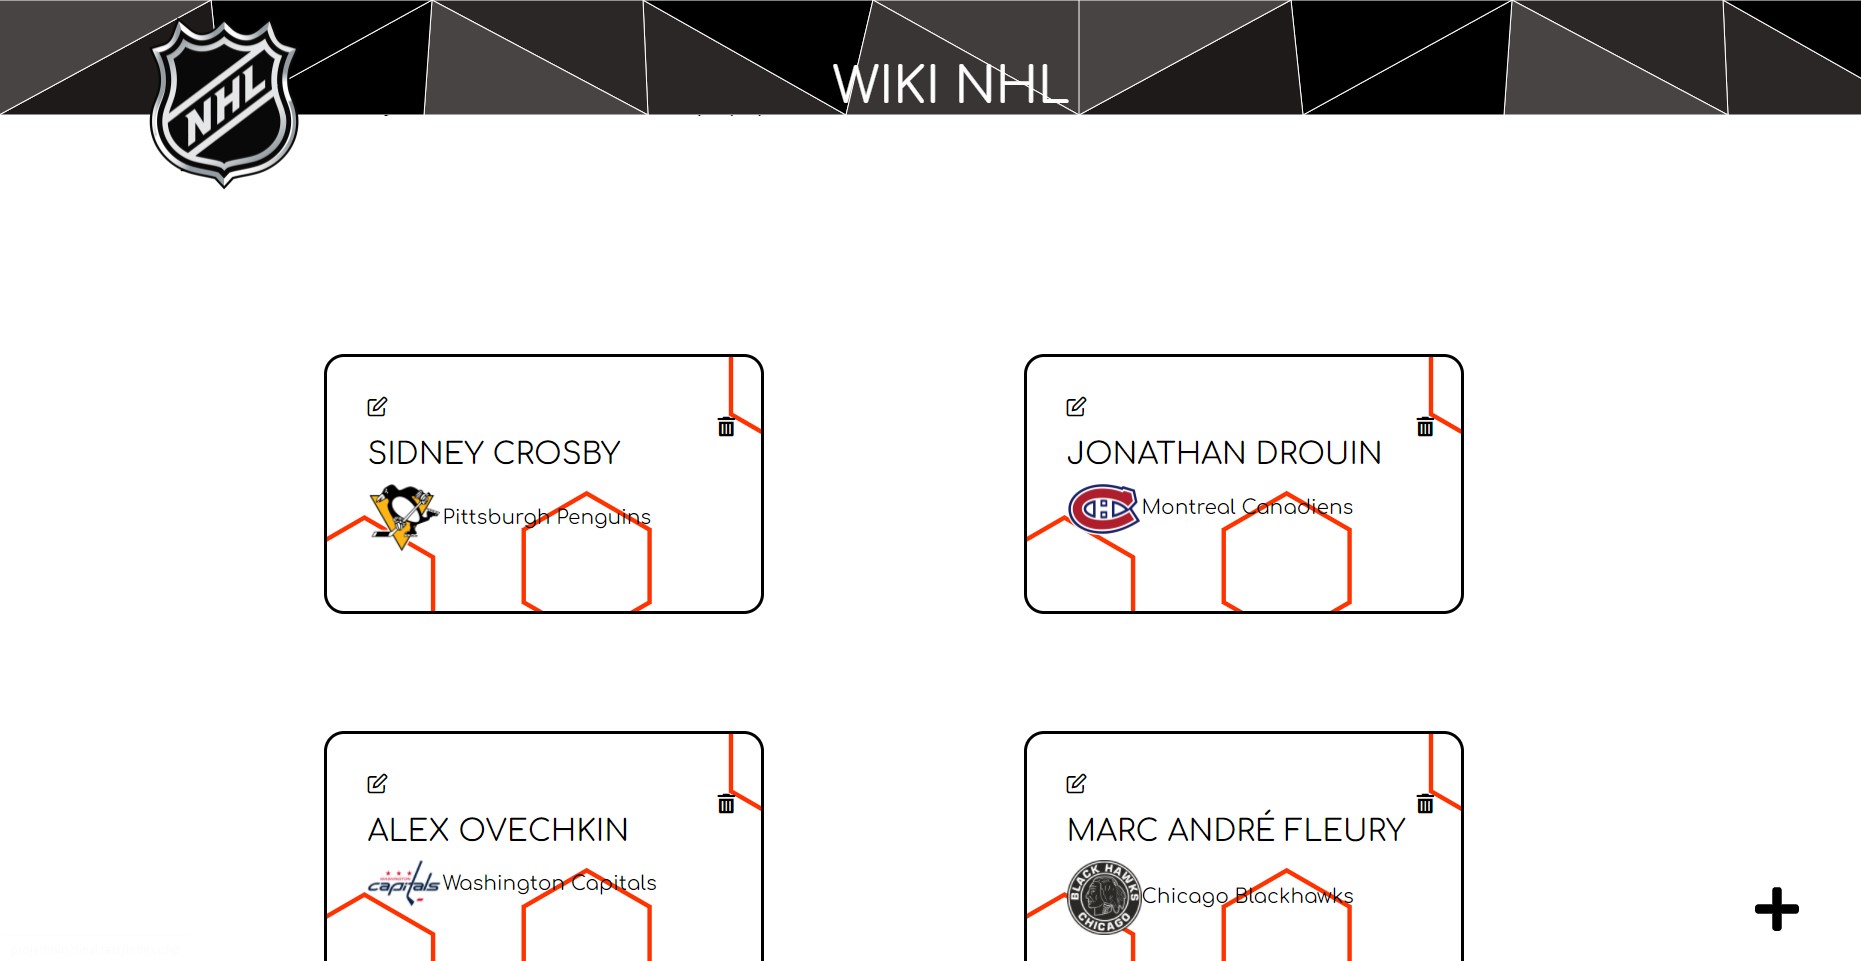 WIKI NHL
NHL
SIDNEY CROSBY
Pittsburgh Penguins
JONATHAN DROUIN
Montreal Canadiens
ALEX OVECHKIN
capitals Washington Capitals
MARC ANDRÉ FLEURY
BLACK HAWKS
CHICAGO
Chicago Blackhawks